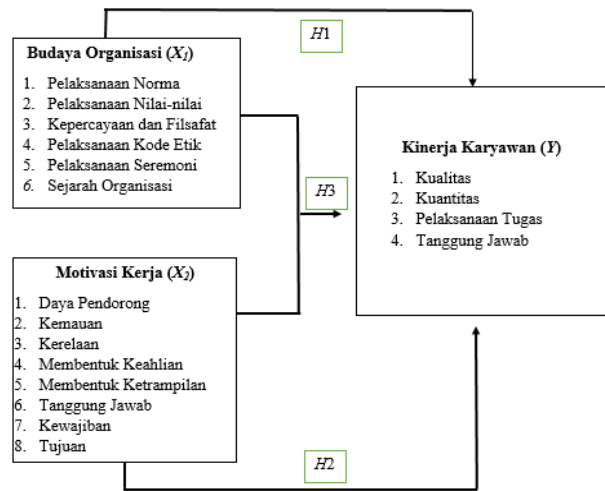 H1
Budaya Organisasi (X1)
1. Pelaksanaan Norma
2. Pelaksanaan Nilai-nilai
3. Kepercayaan dan Filsafat
4. Pelaksanaan Kode Etik
5. Pelaksanaan Seremoni
6. Sejarah Organisasi
Kinerja Karyawan (Y)
1. Kualitas
2. Kuantitas
3. Pelaksanaan Tugas
4. Tanggung Jawab
H3
Motivasi Kerja (X2)
1. Daya Pendorong
2. Kemauan
3. Kerelaan
4. Membentuk Keahlian
5. Membentuk Ketrampilan
6. Tanggung Jawab
7. Kewajiban
8. Tujuan
H2